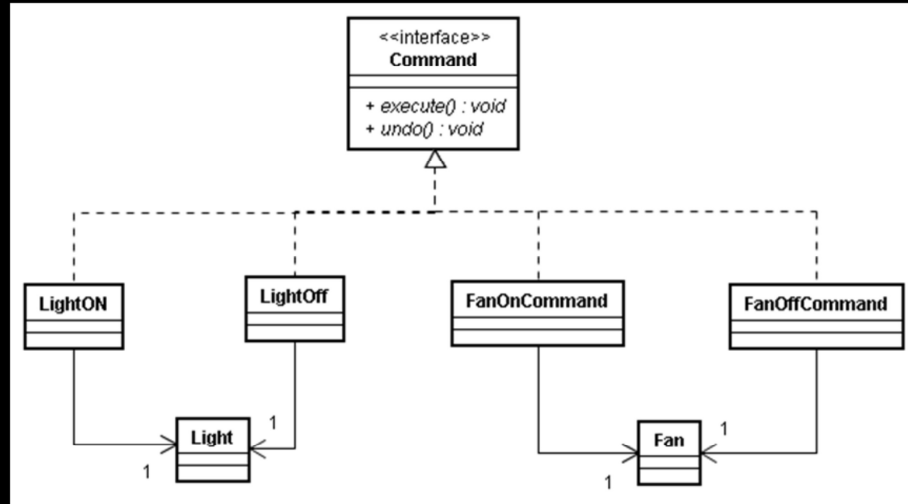 <<interface>>
Command
+ execute() : void
+ undo() : void
LightON
LightOff
FanOnCommand
FanOffCommand
Light
1
1
Fan
1
1